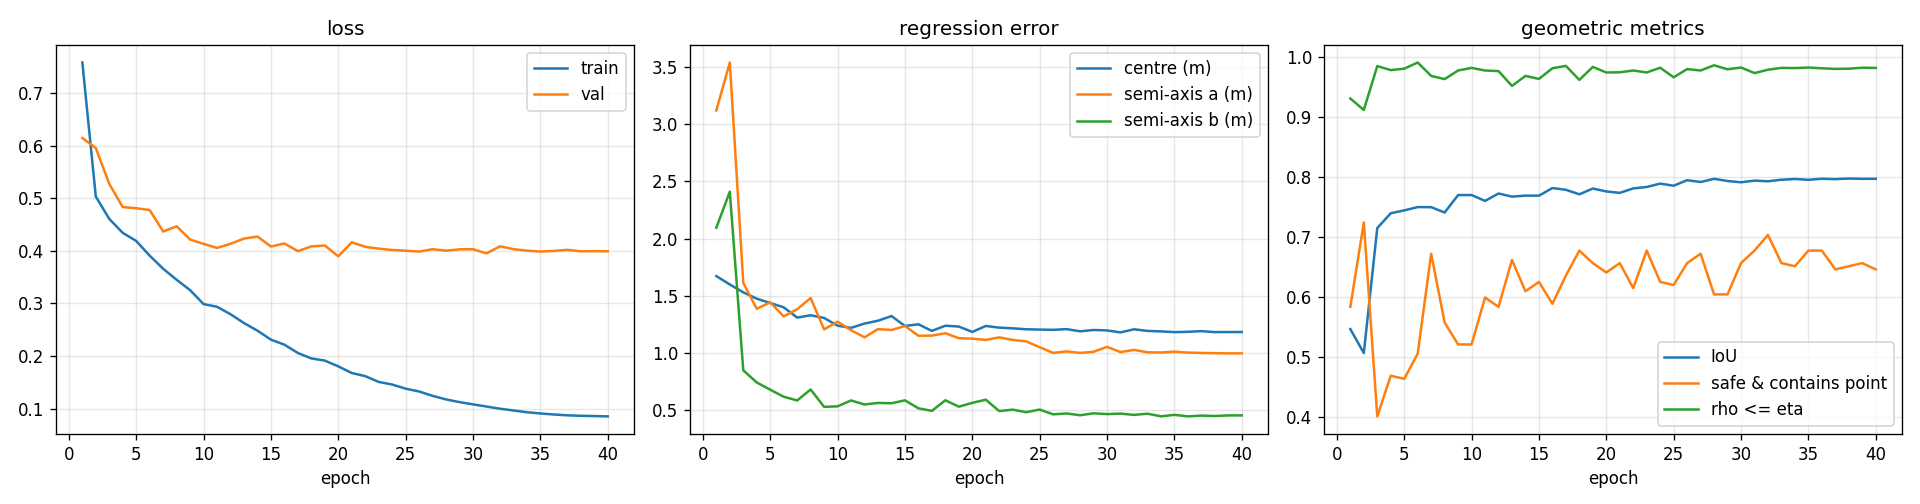 loss
train
val
0.7
0.6
0.5
0.4
0.3
0.2
0.1
0 5 10 15 20 25 30 35 40
epoch
regression error
centre (m)
semi-axis a (m)
semi-axis b (m)
3.5
3.0
2.5
2.0
1.5
1.0
0.5
0 5 10 15 20 25 30 35 40
epoch
geometric metrics
1.0
0.9
0.8
0.7
0.6
0.5
0.4
IoU
safe & contains point
rho <= eta
0 5 10 15 20 25 30 35 40
epoch